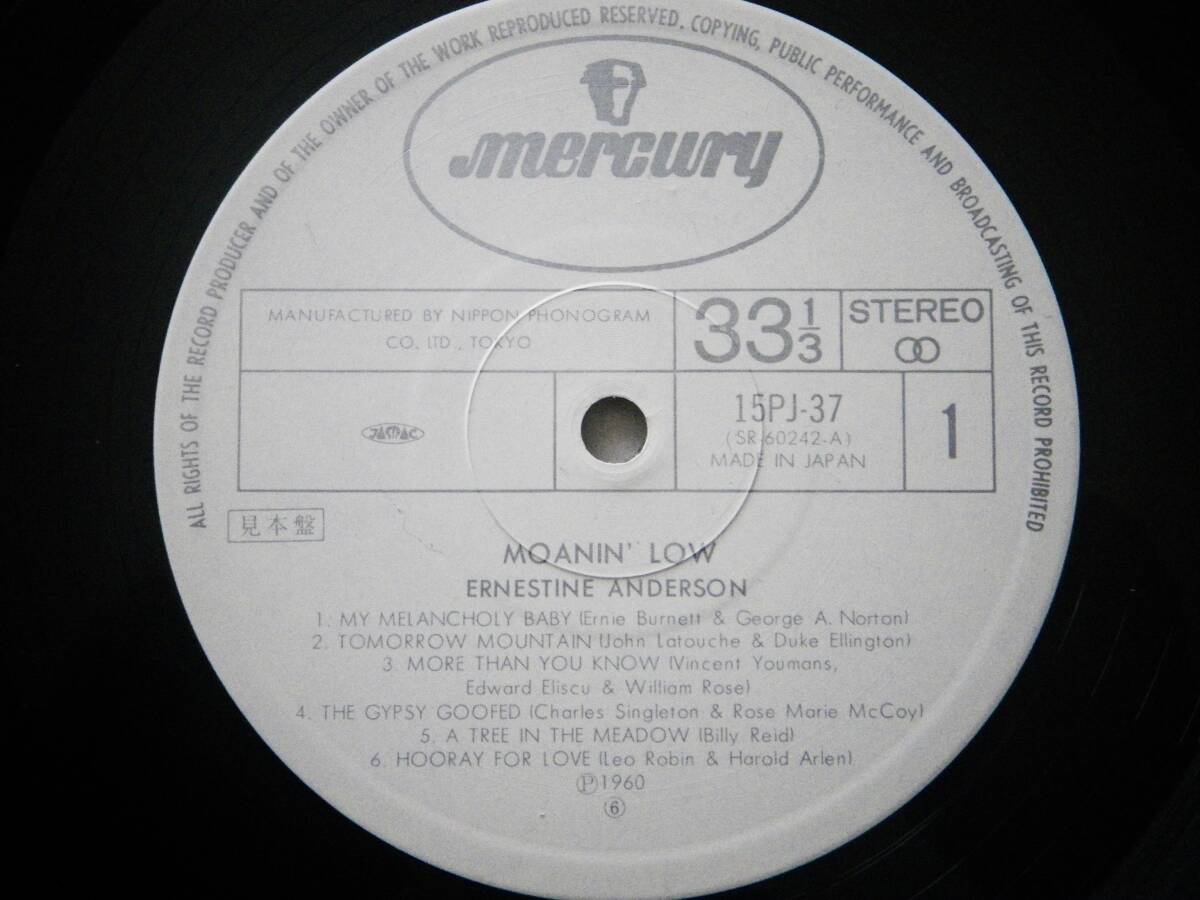 ALL RIGHTS OF THE RECORD PRODUCER AND OF THE OWNER OF THE WORK REPRODUCED RESERVED. COPYING, PUBLIC PERFORMANCE AND BROADCASTING OF THIS RECORD PROHIBITED
mercury
MANUFACTURED BY NIPPON PHONOGRAM
CO. LTD., TOKYO
33 1/3
STEREO
JASRAC
15PJ-37
(SR-60242-A)
MADE IN JAPAN
1
見本盤
MOANIN' LOW
ERNESTINE ANDERSON
1. MY MELANCHOLY BABY (Ernie Burnett & George A. Norton)
2. TOMORROW MOUNTAIN (John Latouche & Duke Ellington)
3. MORE THAN YOU KNOW (Vincent Youmans,
Edward Eliscu & William Rose)
4. THE GYPSY GOOFED (Charles Singleton & Rose Marie McCoy)
5. A TREE IN THE MEADOW (Billy Reid)
6. HOORAY FOR LOVE (Leo Robin & Harold Arlen)
℗1960
⑥